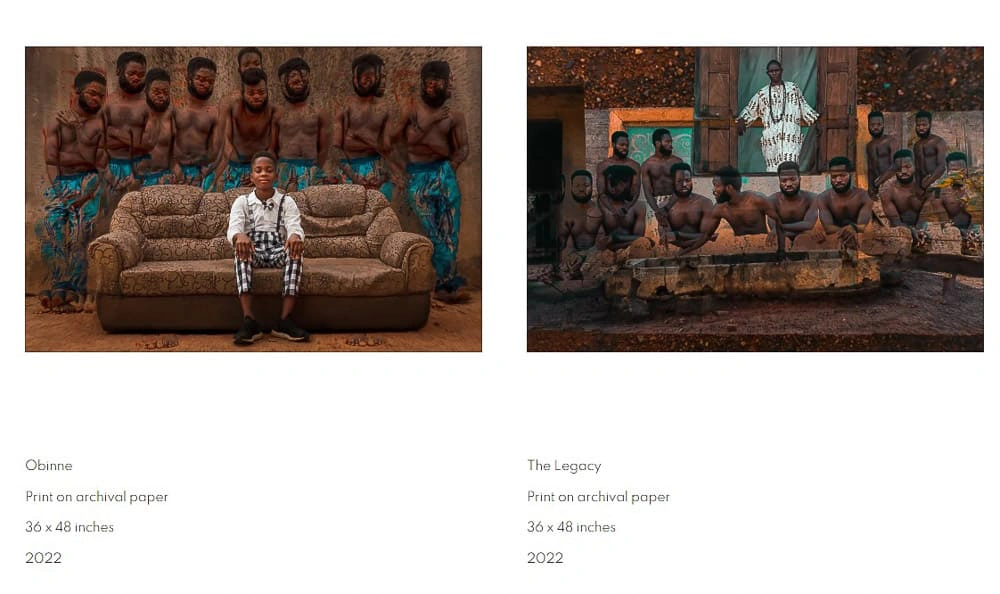 Obinne
Print on archival paper
36 x 48 inches
2022
The Legacy
Print on archival paper
36 x 48 inches
2022